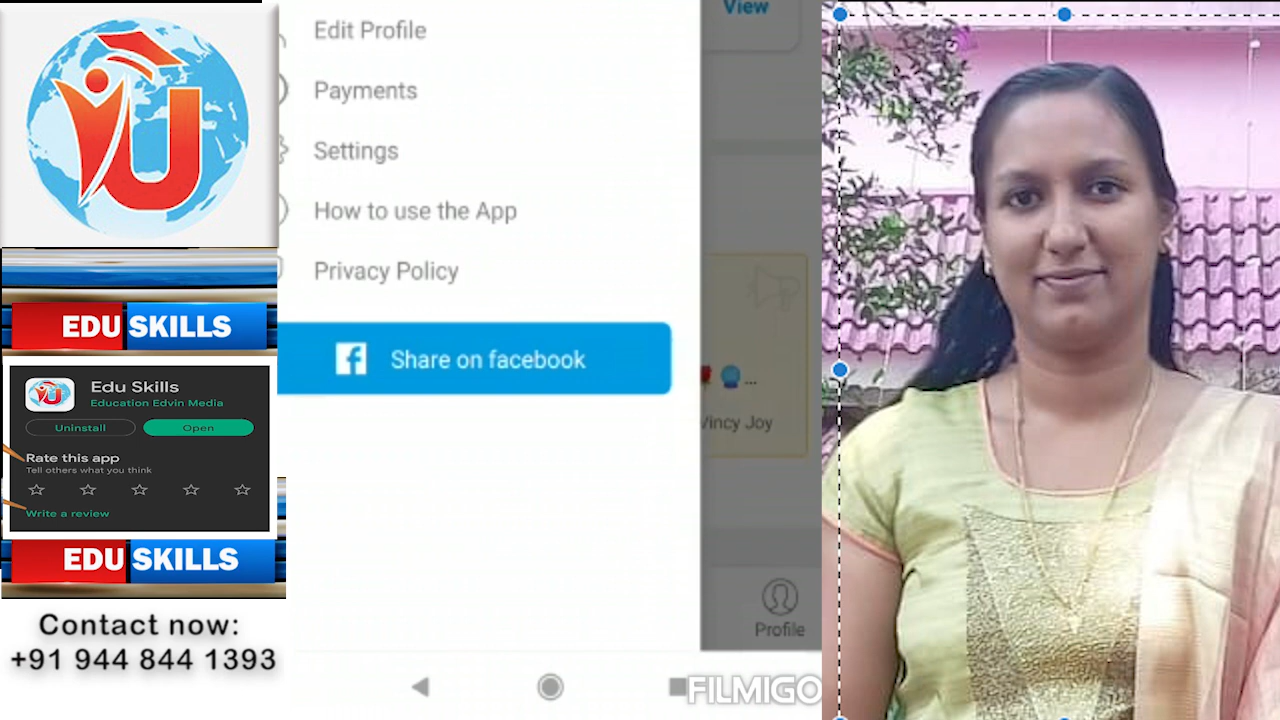 U
EDU SKILLS
Edu Skills
Education Edvin Media
Uninstall
Open
Rate this app
Tell others what you think
Write a review
EDU SKILLS
Contact now:
+91 944 844 1393
Edit Profile
Payments
Settings
How to use the App
Privacy Policy
Share on facebook
View
...
Vincy Joy
Profile
FILMIGO